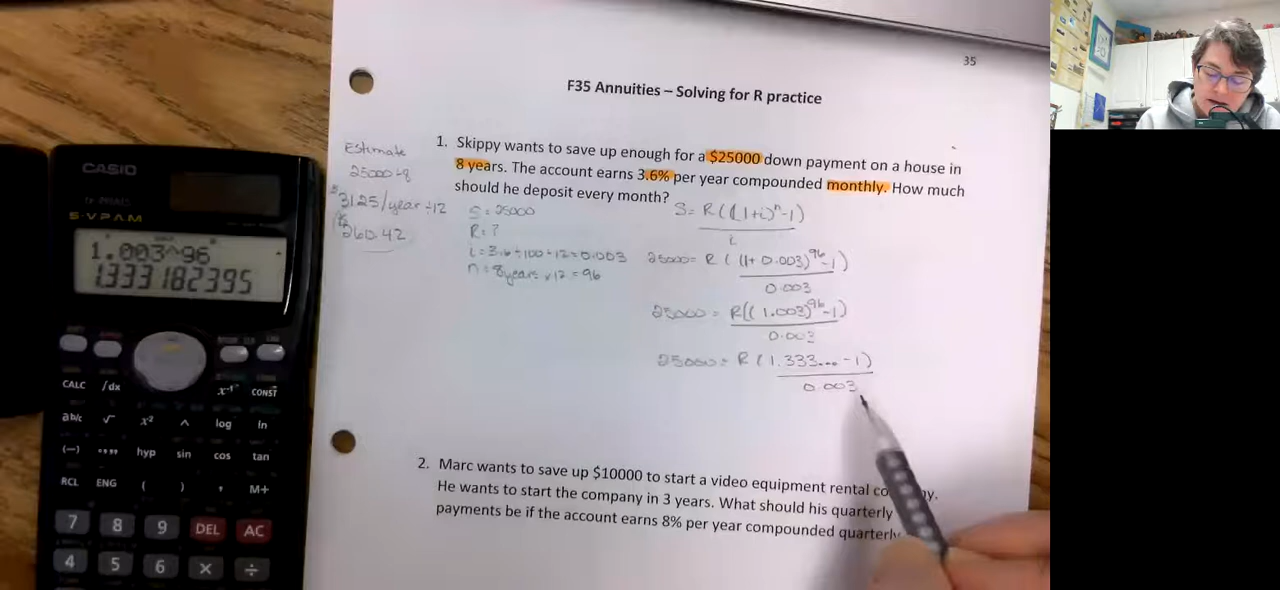 35
F35 Annuities – Solving for R practice
1. Skippy wants to save up enough for a $25000 down payment on a house in
8 years. The account earns 3.6% per year compounded monthly. How much
should he deposit every month?
Estimate
25000÷8
$3125/year ÷12
260.42
S = 25000
R = ?
i = 3.6 ÷ 100 ÷ 12 = 0.003
n = 8 years × 12 = 96
S = R((1+i)^n - 1)
i
25000 = R ( (1+ 0.003)^96 - 1 )
0.003
25000 = R((1.003)^96 - 1)
0.003
25000 = R (1.333... - 1)
0.003
2. Marc wants to save up $10000 to start a video equipment rental
He wants to start the company in 3 years. What should his quarterly
payments be if the account earns 8% per year compounded quarterly
CASIO
S-V.P.A.M.
1.003^96
1.333182395
CALC ∫dx x⁻¹ CONST
ab/c √ x² ^ log ln
(−) °,,, hyp sin cos tan
RCL ENG ( ) , M+
7 8 9 DEL AC
4 5 6 × ÷